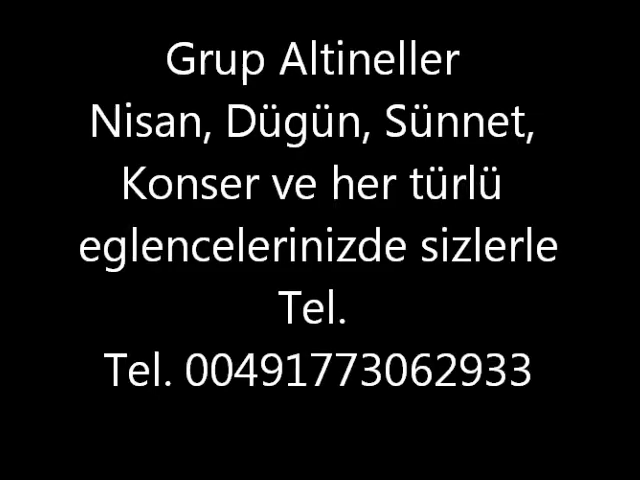 Grup Altineller
Nisan, Dügün, Sünnet,
Konser ve her türlü
eglencelerinizde sizlerle
Tel.
Tel. 00491773062933